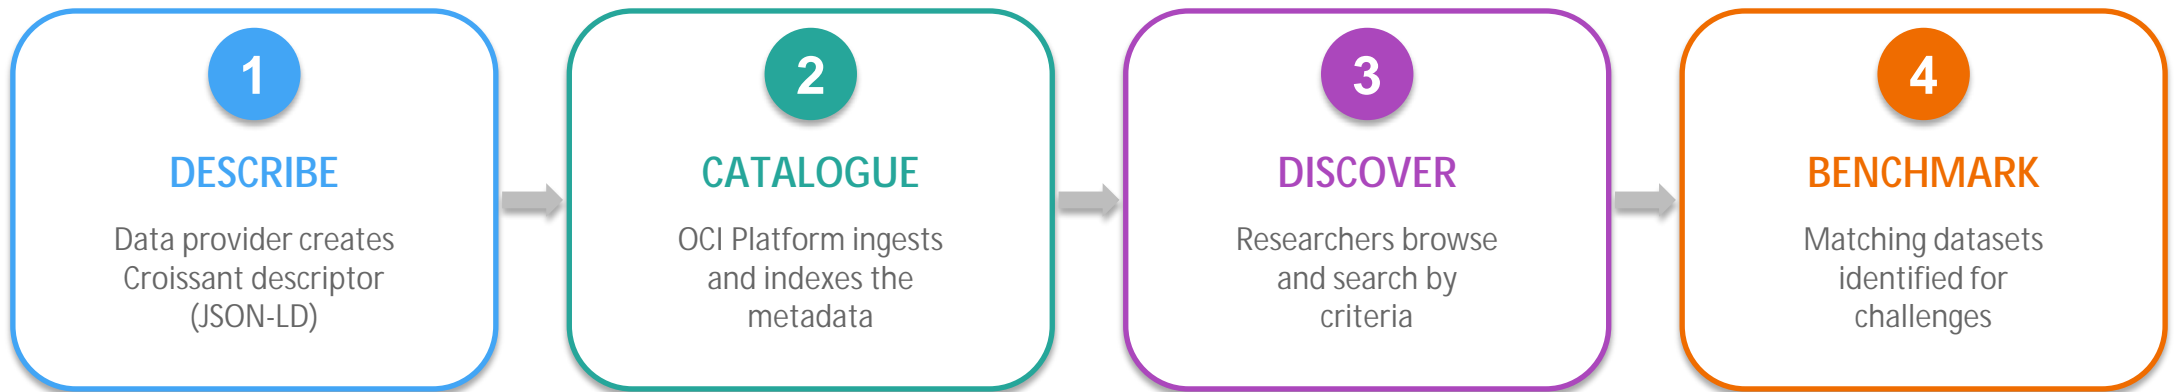 1
DESCRIBE
Data provider creates
Croissant descriptor
(JSON-LD)
2
CATALOGUE
OCI Platform ingests
and indexes the
metadata
3
DISCOVER
Researchers browse
and search by
criteria
4
BENCHMARK
Matching datasets
identified for
challenges